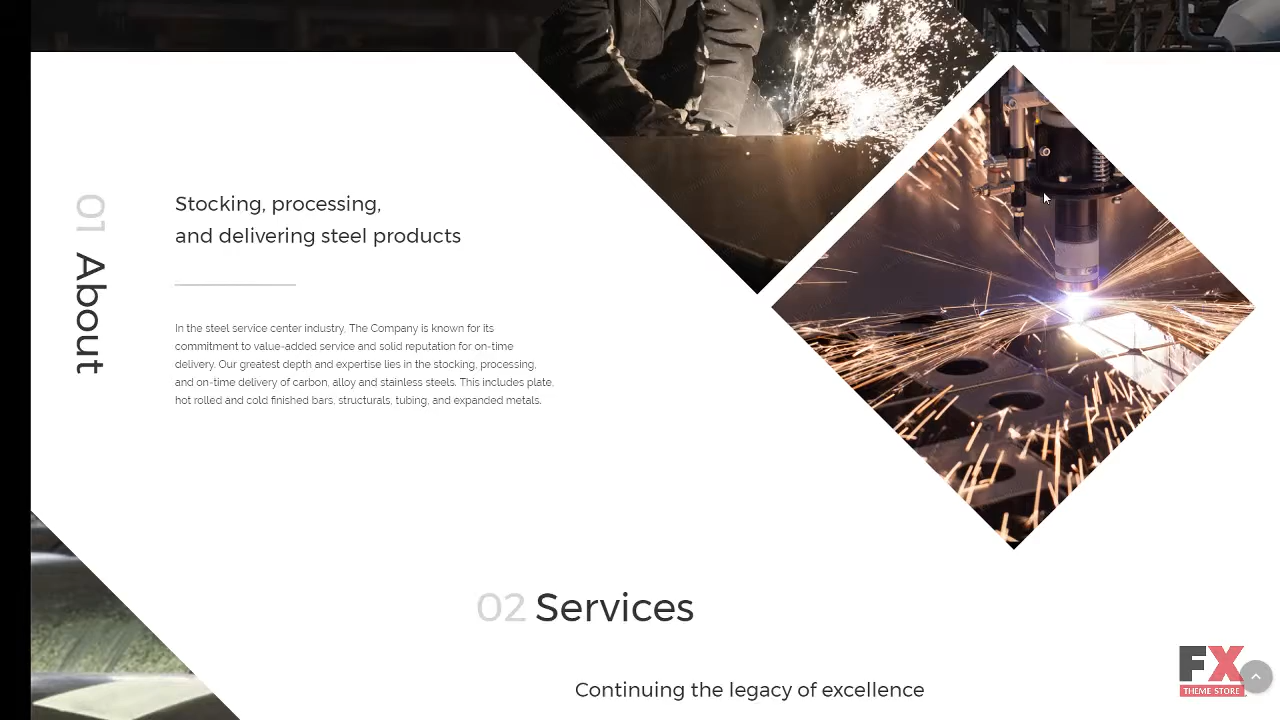 01 About
Stocking, processing,
and delivering steel products
In the steel service center industry. The Company is known for its
commitment to value-added service and solid reputation for on-time
delivery. Our greatest depth and expertise lies in the stocking, processing,
and on-time delivery of carbon, alloy and stainless steels. This includes plate,
hot rolled and cold finished bars, structurals, tubing, and expanded metals.
02 Services
Continuing the legacy of excellence
FX
THEME STORE